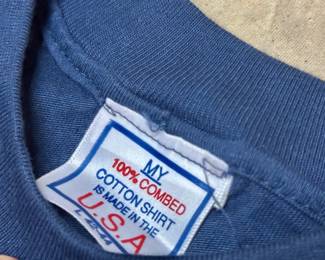 MY
100% COMBED
COTTON SHIRT
IS MADE IN THE
U.S.A